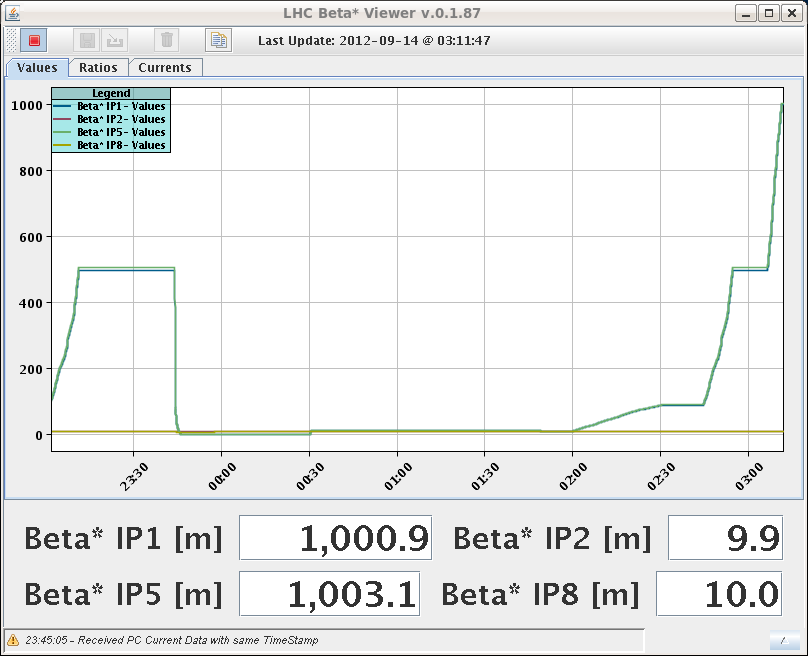 LHC Beta* Viewer v.0.1.87
Last Update: 2012-09-14 @ 03:11:47
Values Ratios Currents
Legend
Beta* IP1 - Values
Beta* IP2 - Values
Beta* IP5 - Values
Beta* IP8 - Values
1000
800
600
400
200
0
23:30 00:00 00:30 01:00 01:30 02:00 02:30 03:00
Beta* IP1 [m] 1,000.9 Beta* IP2 [m] 9.9
Beta* IP5 [m] 1,003.1 Beta* IP8 [m] 10.0
23:45:05 - Received PC Current Data with same TimeStamp